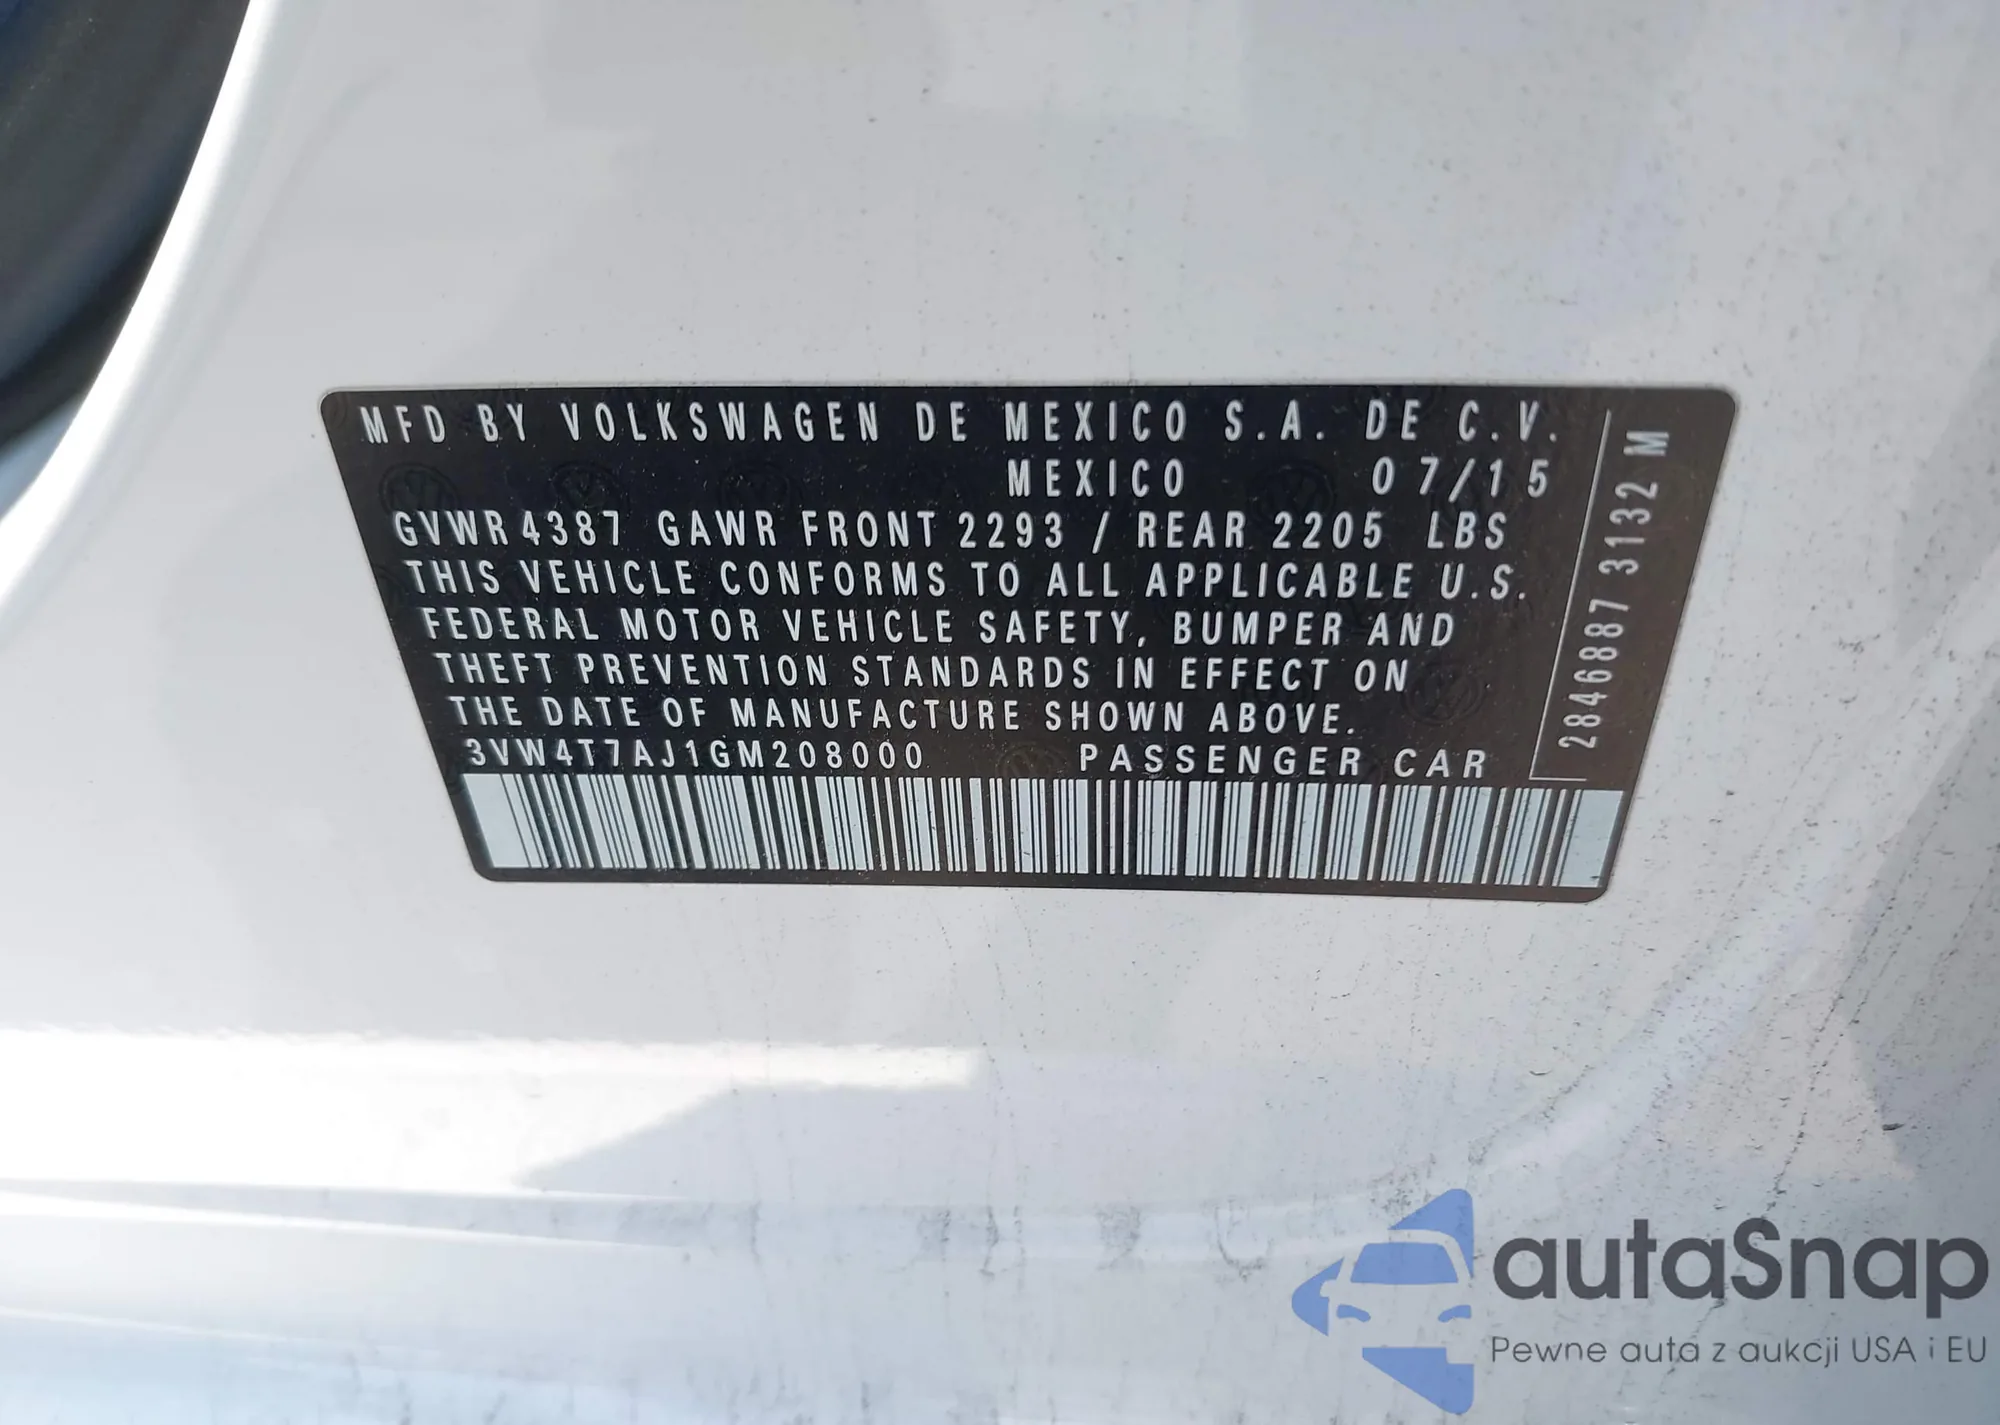 MFD BY VOLKSWAGEN DE MEXICO S.A. DE C.V.
MEXICO 07/15
GVWR 4387 GAWR FRONT 2293 / REAR 2205 LBS
THIS VEHICLE CONFORMS TO ALL APPLICABLE U.S.
FEDERAL MOTOR VEHICLE SAFETY, BUMPER AND
THEFT PREVENTION STANDARDS IN EFFECT ON
THE DATE OF MANUFACTURE SHOWN ABOVE.
3VW4T7AJ1GM208000 PASSENGER CAR
2846887 3132 M
autaSnap
Pewne auta z aukcji USA i EU